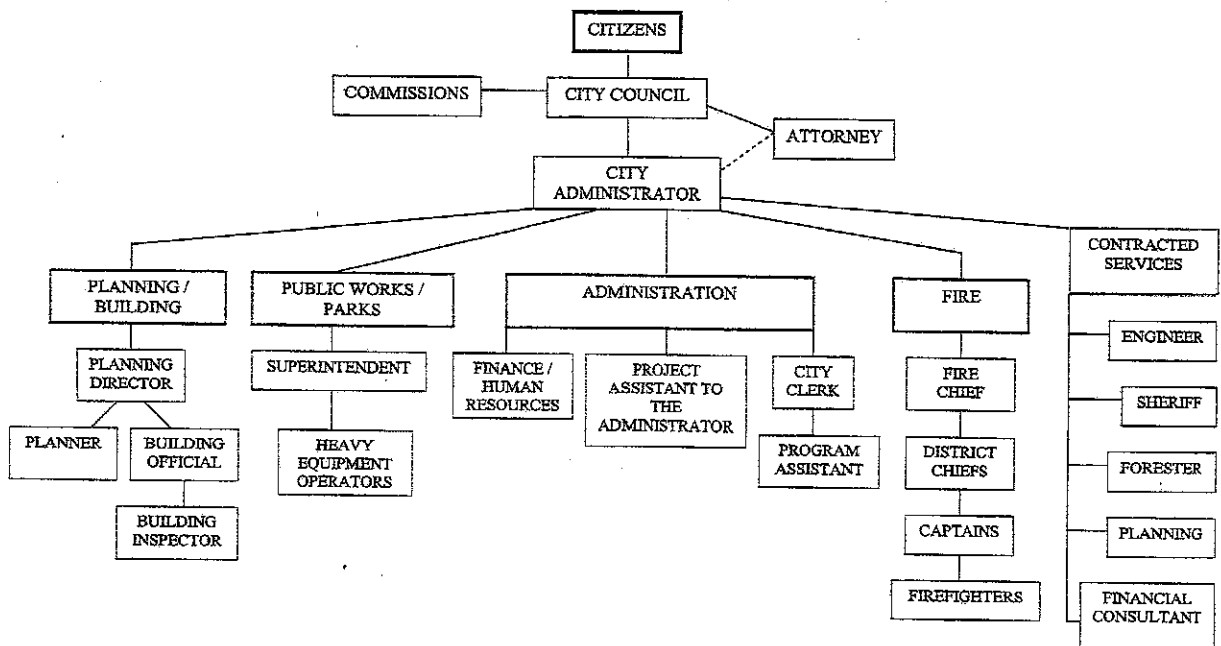 CITIZENS
COMMISSIONS
CITY COUNCIL
ATTORNEY
CITY
ADMINISTRATOR
PLANNING /
BUILDING
PUBLIC WORKS /
PARKS
ADMINISTRATION
FIRE
CONTRACTED
SERVICES
PLANNING
DIRECTOR
PLANNER
BUILDING
OFFICIAL
BUILDING
INSPECTOR
SUPERINTENDENT
HEAVY
EQUIPMENT
OPERATORS
FINANCE /
HUMAN
RESOURCES
PROJECT
ASSISTANT TO
THE
ADMINISTRATOR
CITY
CLERK
PROGRAM
ASSISTANT
FIRE
CHIEF
DISTRICT
CHIEFS
CAPTAINS
FIREFIGHTERS
ENGINEER
SHERIFF
FORESTER
PLANNING
FINANCIAL
CONSULTANT